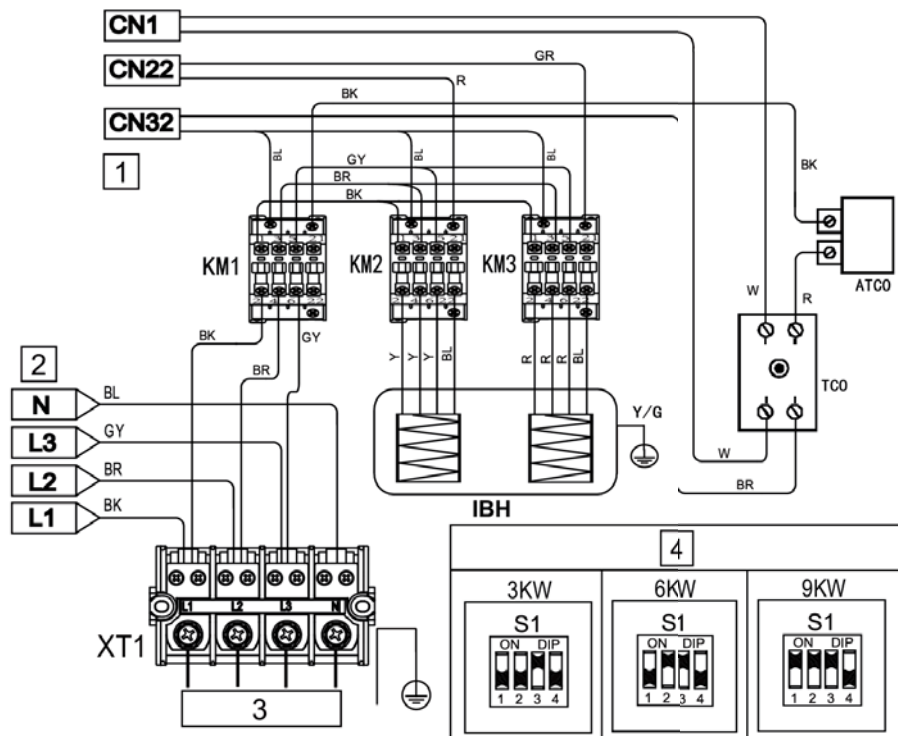 CN1
CN22
GR
R
BK
CN32
1
BL
BL
BL
GY
BR
BK
BK
KM1
KM2
KM3
ATCO
W
R
BK
GY
BR
Y
Y
Y
BL
R
R
R
BL
TCO
2
N
BL
L3
GY
L2
BR
L1
BK
Y/G
IBH
W
BR
L1
L2
L3
N
XT1
3
4
3KW
6KW
9KW
S1
S1
S1
ON DIP
ON DIP
ON DIP
1 2 3 4
1 2 3 4
1 2 3 4